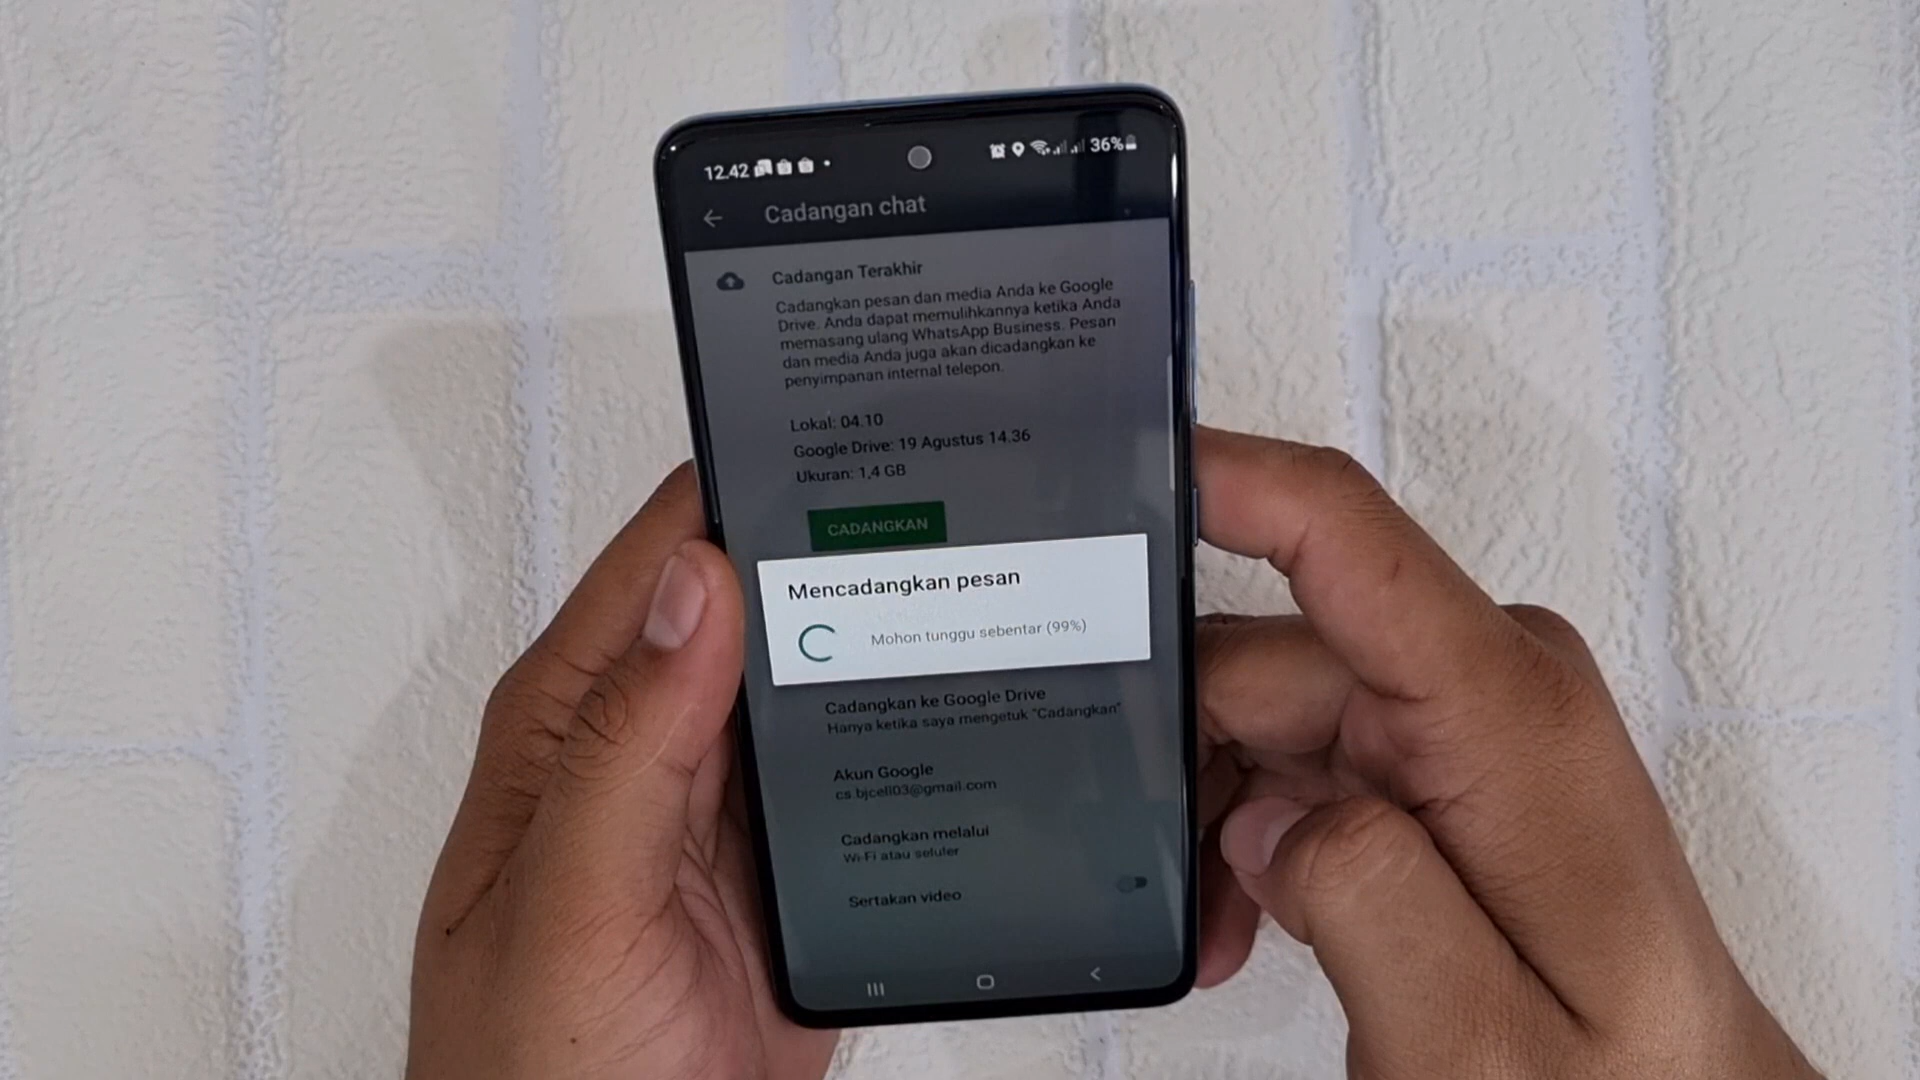 12.42
36%
Cadangan chat
Cadangan Terakhir
Cadangkan pesan dan media Anda ke Google
Drive. Anda dapat memulihkannya ketika Anda
memasang ulang WhatsApp Business. Pesan
dan media Anda juga akan dicadangkan ke
penyimpanan internal telepon.
Lokal: 04.10
Google Drive: 19 Agustus 14.36
Ukuran: 1,4 GB
CADANGKAN
Mencadangkan pesan
Mohon tunggu sebentar (99%)
Cadangkan ke Google Drive
Hanya ketika saya mengetuk "Cadangkan"
Akun Google
cs.bjcell03@gmail.com
Cadangkan melalui
Wi-Fi atau seluler
Sertakan video